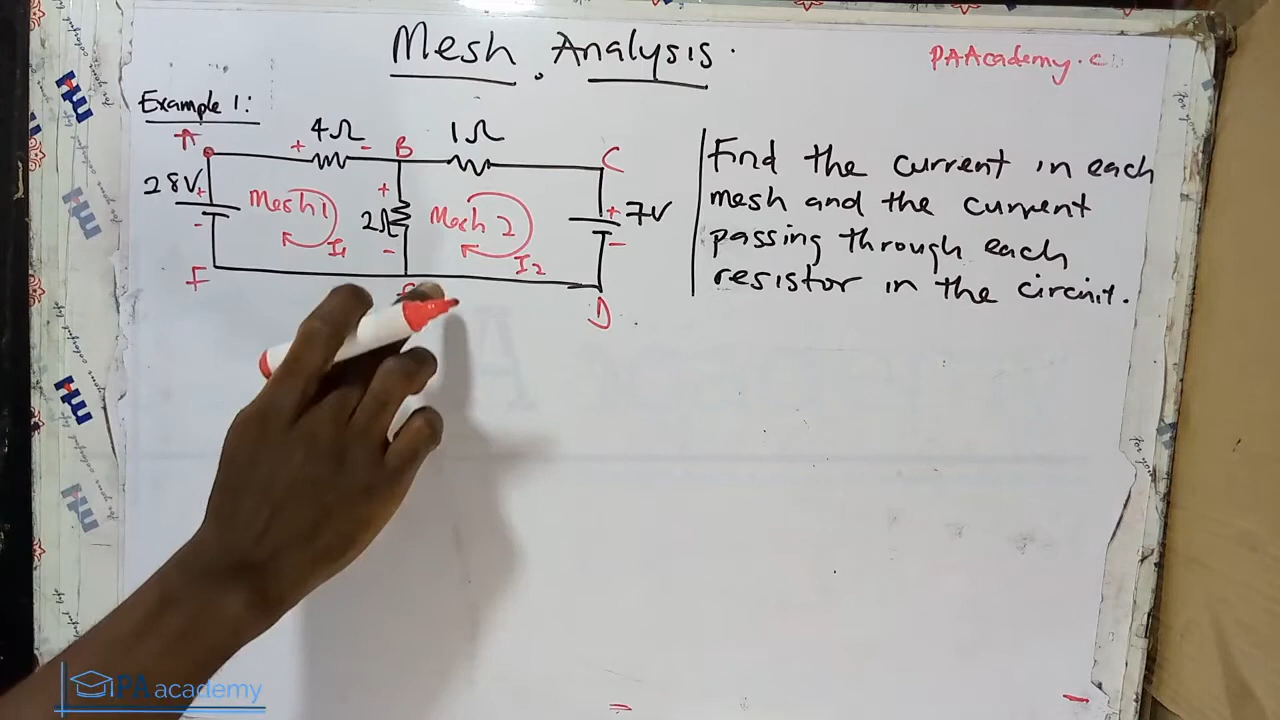 Mesh Analysis.
PAAcademy.c
Example 1:
A
4Ω
+ -
B
1Ω
C
28V
+
-
Mesh 1
I1
+
2Ω
-
Mesh 2
I2
+
7V
-
F
D
Find the current in each
mesh and the current
passing through each
resistor in the circuit.
PA academy